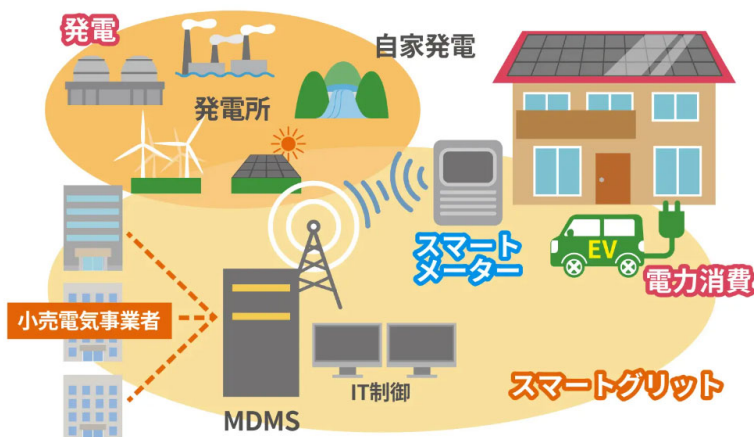 発電
自家発電
発電所
スマート
メーター
EV
電力消費
小売電気事業者
IT制御
MDMS
スマートグリット